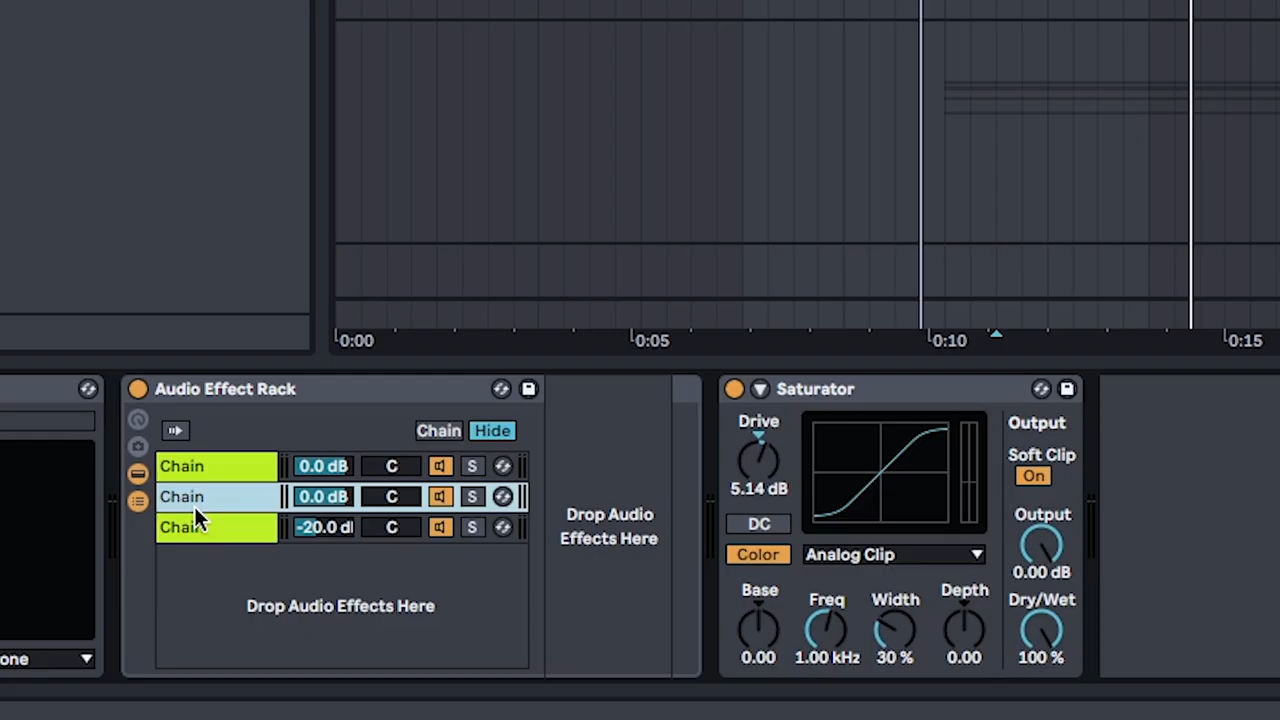 0:00
0:05
0:10
0:15
Audio Effect Rack
Chain Hide
Chain 0.0 dB C S
Chain 0.0 dB C S
Chain -20.0 dI C S
Drop Audio Effects Here
Drop Audio
Effects Here
one
Saturator
Drive
5.14 dB
DC
Color
Analog Clip
Base
0.00
Freq
1.00 kHz
Width
30 %
Depth
0.00
Output
Soft Clip
On
Output
0.00 dB
Dry/Wet
100 %